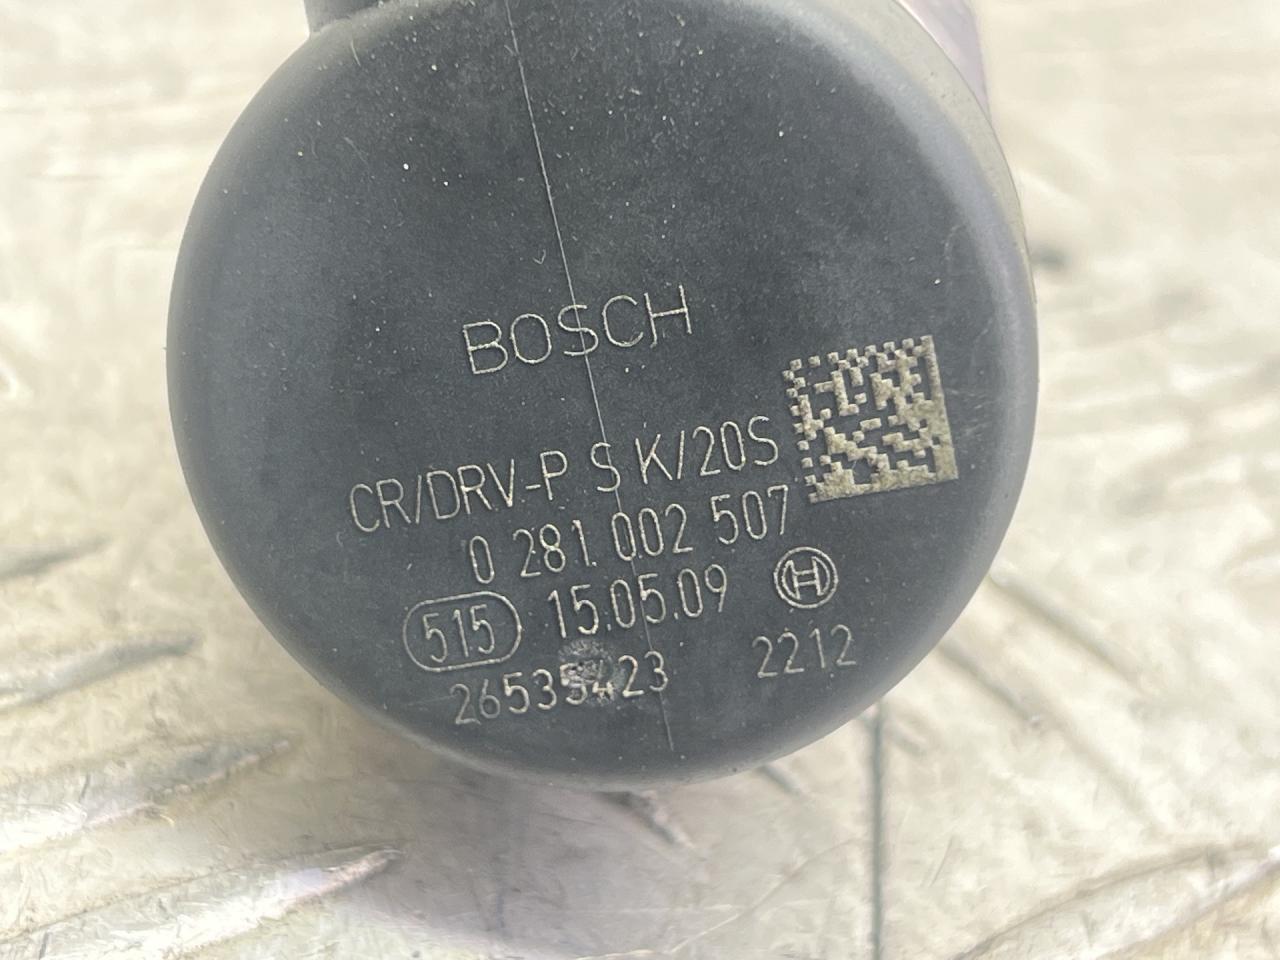 BOSCH
CR/DRV-P S K/20S
0 281 002 507
515 15.05.09
2212